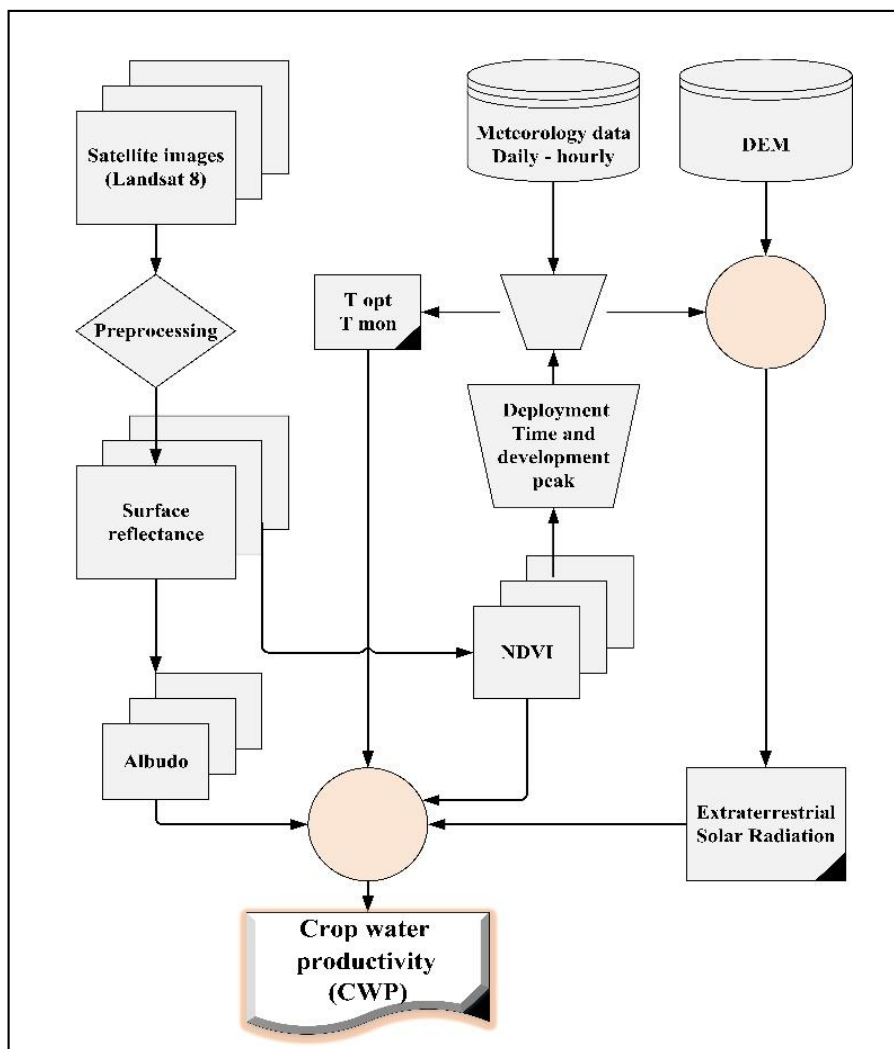 Satellite images
(Landsat 8)
Meteorology data
Daily - hourly
DEM
Preprocessing
T opt
T mon
Deployment
Time and
development
peak
Surface
reflectance
NDVI
Albudo
Extraterrestrial
Solar Radiation
Crop water
productivity
(CWP)